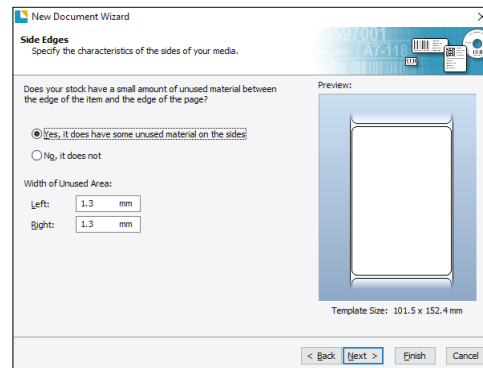 New Document Wizard
Side Edges
Specify the characteristics of the sides of your media.
597001
A7-118
Does your stock have a small amount of unused material between
the edge of the item and the edge of the page?
Preview:
Yes, it does have some unused material on the sides
No, it does not
Width of Unused Area:
Left: 1.3 mm
Right: 1.3 mm
Template Size: 101.5 x 152.4 mm
< Back Next > Finish Cancel